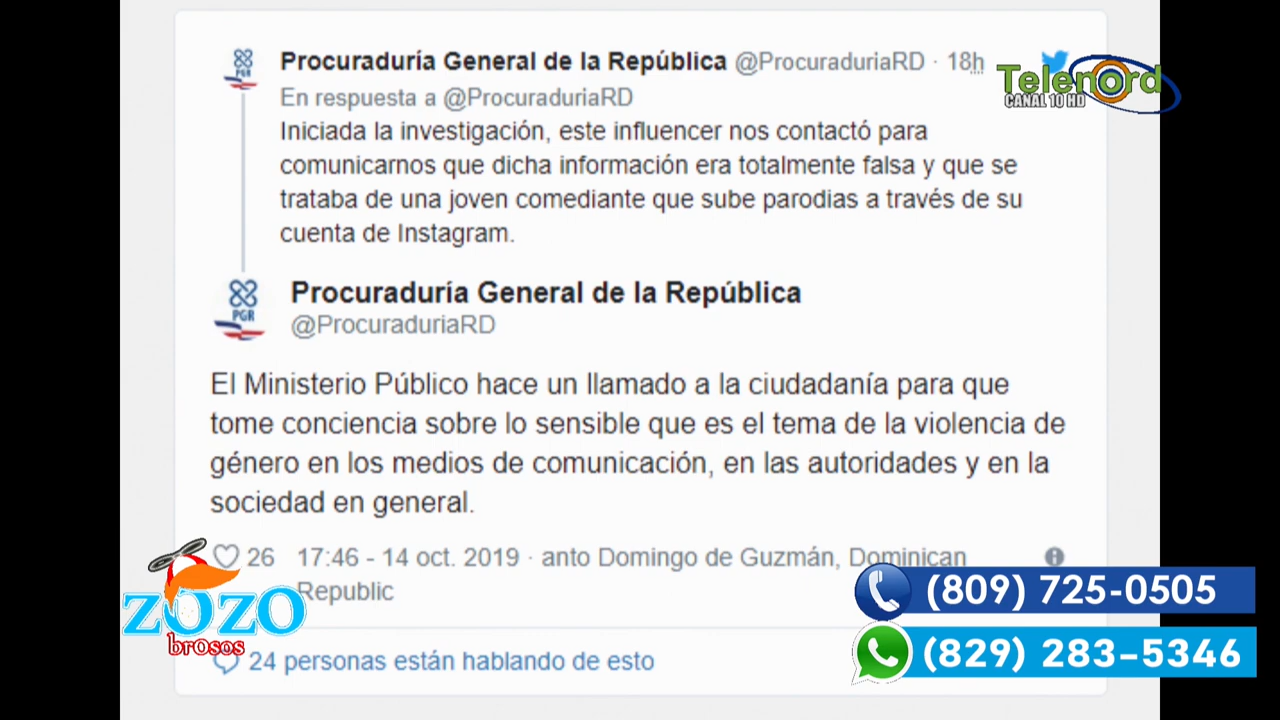 Procuraduría General de la República @ProcuraduriaRD · 18h
En respuesta a @ProcuraduriaRD
Iniciada la investigación, este influencer nos contactó para
comunicarnos que dicha información era totalmente falsa y que se
trataba de una joven comediante que sube parodias a través de su
cuenta de Instagram.
Telenord
CANAL 10 HD
PGR
Procuraduría General de la República
@ProcuraduriaRD
PGR
El Ministerio Público hace un llamado a la ciudadanía para que
tome conciencia sobre lo sensible que es el tema de la violencia de
género en los medios de comunicación, en las autoridades y en la
sociedad en general.
26 17:46 - 14 oct. 2019 · anto Domingo de Guzmán, Dominican
Republic
ZOZO
brOsos
24 personas están hablando de esto
(809) 725-0505
(829) 283-5346